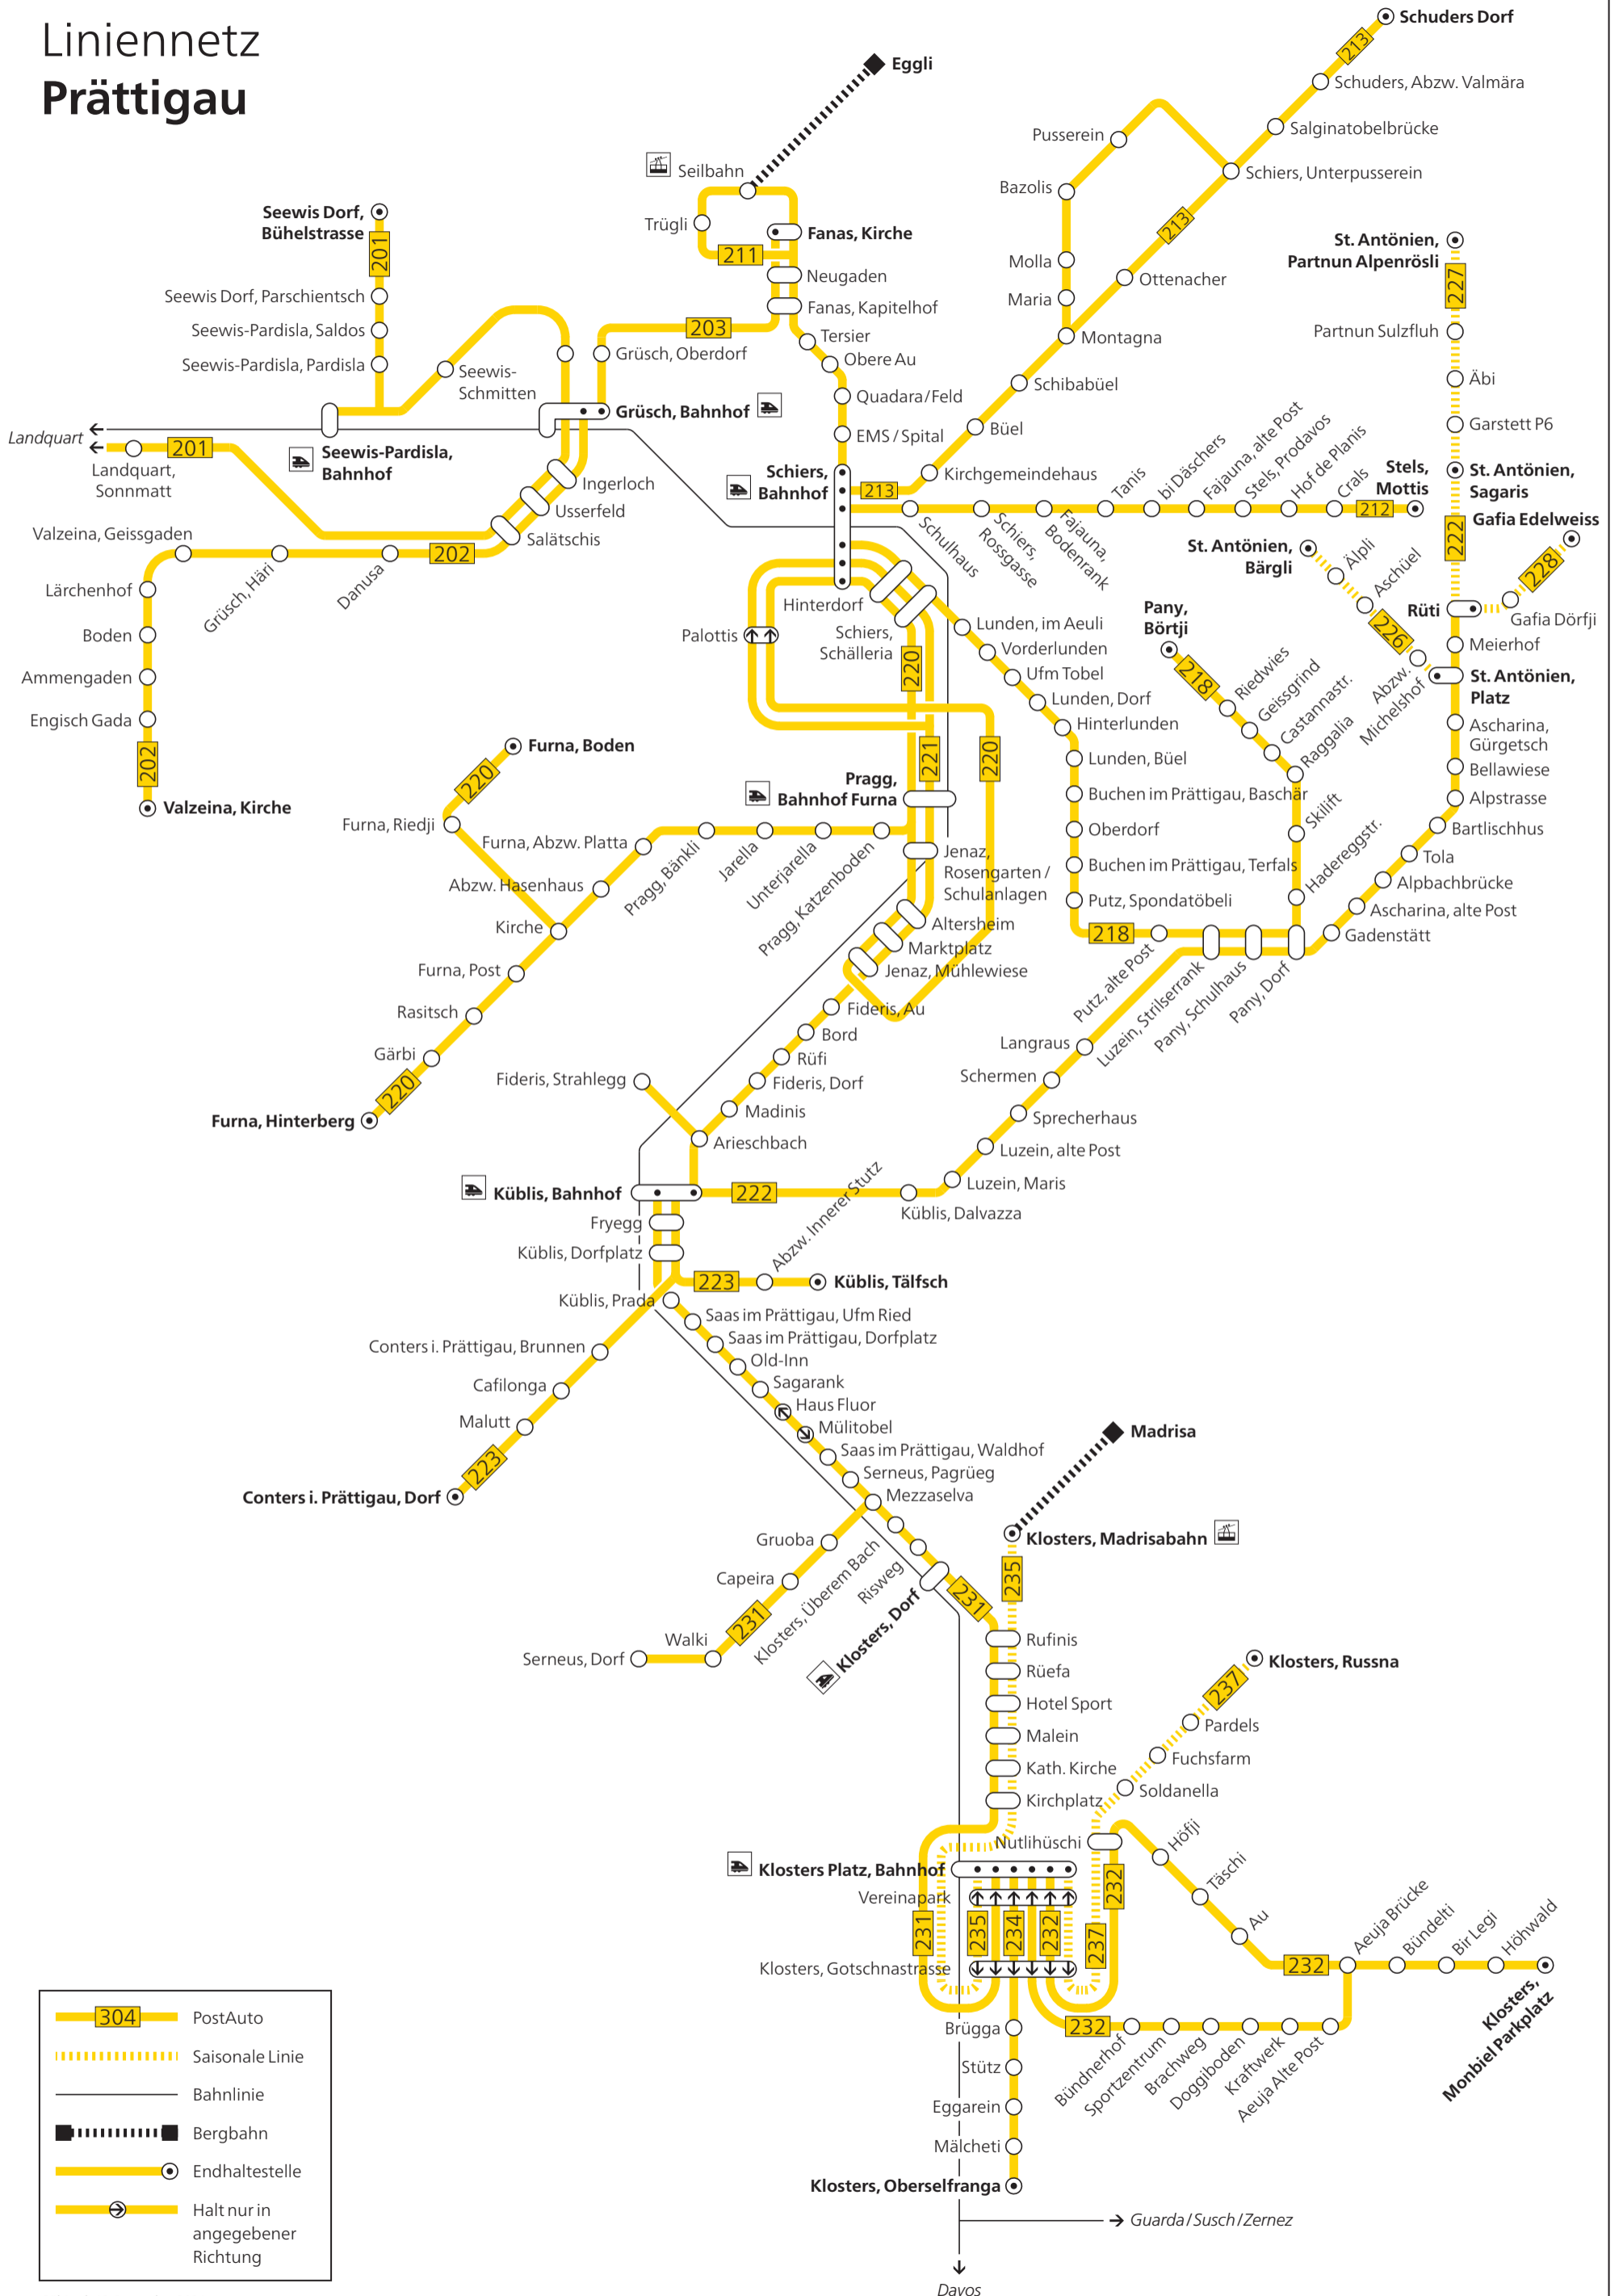 Liniennetz
Prättigau
Schuders Dorf
213
Schuders, Abzw. Valmära
Salginatobelbrücke
Schiers, Unterpusserein
Pusserein
Bazolis
Molla
Maria
213
Ottenacher
Montagna
Schibabüel
Büel
Kirchgemeindehaus
213
Eggli
Seilbahn
Trügli
211
Fanas, Kirche
Neugaden
Fanas, Kapitelhof
Tersier
Obere Au
Quadara/Feld
EMS / Spital
Schiers,
Bahnhof
203
Grüsch, Oberdorf
Grüsch, Bahnhof
Seewis Dorf,
Bühelstrasse
201
Seewis Dorf, Parschientsch
Seewis-Pardisla, Saldos
Seewis-Pardisla, Pardisla
Seewis-
Schmitten
Seewis-Pardisla,
Bahnhof
Landquart
201
Landquart,
Sonnmatt
Ingerloch
Usserfeld
Salätschis
202
Valzeina, Geissgaden
Grüsch, Häri
Danusa
Lärchenhof
Boden
Ammengaden
Engisch Gada
202
Valzeina, Kirche
Schulhaus
Schiers,
Rossgasse
Fajauna,
Bodenrank
Tanis
bi Däschers
Fajauna, alte Post
Stels, Prodavos
Hof de Planis
Crals
212
Stels,
Mottis
St. Antönien,
Partnun Alpenrösli
227
Partnun Sulzfluh
Äbi
Garstett P6
St. Antönien,
Sagaris
222
Gafia Edelweiss
228
Gafia Dörfji
Rüti
Meierhof
St. Antönien,
Platz
St. Antönien,
Bärgli
Älpli
Aschüel
226
Abzw.
Michelshof
Ascharina,
Gürgetsch
Bellawiese
Alpstrasse
Bartlischhus
Tola
Alpbachbrücke
Ascharina, alte Post
Gadenstätt
Pany,
Börtji
218
Riedwies
Geissgrind
Castannastr.
Raggalia
Skilift
Hadereggstr.
Hinterdorf
Schiers,
Schälleria
Palottis
220
221
220
Lunden, im Aeuli
Vorderlunden
Ufm Tobel
Lunden, Dorf
Hinterlunden
Lunden, Büel
Buchen im Prättigau, Baschär
Oberdorf
Buchen im Prättigau, Terfals
Putz, Spondatöbeli
218
Putz, alte Post
Luzein, Strilserrank
Pany, Schulhaus
Pany, Dorf
Pragg,
Bahnhof Furna
Furna, Boden
220
Furna, Riedji
Furna, Abzw. Platta
Abzw. Hasenhaus
Kirche
Furna, Post
Rasitsch
Gärbi
220
Furna, Hinterberg
Pragg, Bänkli
Jarella
Unterjarella
Pragg, Katzenboden
Jenaz,
Rosengarten /
Schulanlagen
Altersheim
Marktplatz
Jenaz, Mühlewiese
Fideris, Au
Bord
Rüfi
Fideris, Dorf
Madinis
Arieschbach
Fideris, Strahlegg
Langraus
Schermen
Sprecherhaus
Luzein, alte Post
Luzein, Maris
Küblis, Dalvazza
222
Küblis, Bahnhof
Fryegg
Küblis, Dorfplatz
223
Abzw. Innerer Stutz
Küblis, Tälfsch
Küblis, Prada
Conters i. Prättigau, Brunnen
Cafilonga
Malutt
223
Conters i. Prättigau, Dorf
Saas im Prättigau, Ufm Ried
Saas im Prättigau, Dorfplatz
Old-Inn
Sagarank
Haus Fluor
Mülitobel
Saas im Prättigau, Waldhof
Serneus, Pagrüeg
Mezzaselva
Gruoba
Capeira
231
Walki
Serneus, Dorf
Klosters, Überem Bach
Risweg
Klosters, Dorf
231
Madrisa
Klosters, Madrisabahn
235
Rufinis
Rüefa
Hotel Sport
Malein
Kath. Kirche
Kirchplatz
Klosters, Russna
237
Pardels
Fuchsfarm
Soldanella
Nutlihüschi
Klosters Platz, Bahnhof
Vereinapark
231
235
234
232
237
232
Klosters, Gotschnastrasse
Höfji
Täschi
Au
232
Aeuja Brücke
Bündelti
Bir Legi
Höhwald
Klosters,
Monbiel Parkplatz
232
Bündnerhof
Sportzentrum
Brachweg
Doggiboden
Kraftwerk
Aeuja Alte Post
Brügga
Stütz
Eggarein
Mälcheti
Klosters, Oberselfranga
Guarda / Susch / Zernez
Davos
304
PostAuto
Saisonale Linie
Bahnlinie
Bergbahn
Endhaltestelle
Halt nur in
angegebener
Richtung